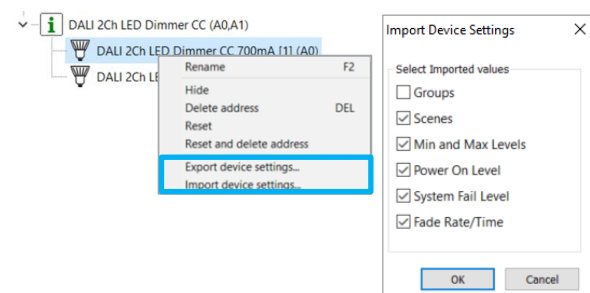 DALI 2Ch LED Dimmer CC (A0,A1)
DALI 2Ch LED Dimmer CC 700mA [1] (A0)
DALI 2Ch LE
Rename F2
Hide
Delete address DEL
Reset
Reset and delete address
Export device settings...
Import device settings...
Import Device Settings
Select Imported values
Groups
Scenes
Min and Max Levels
Power On Level
System Fail Level
Fade Rate/Time
OK Cancel